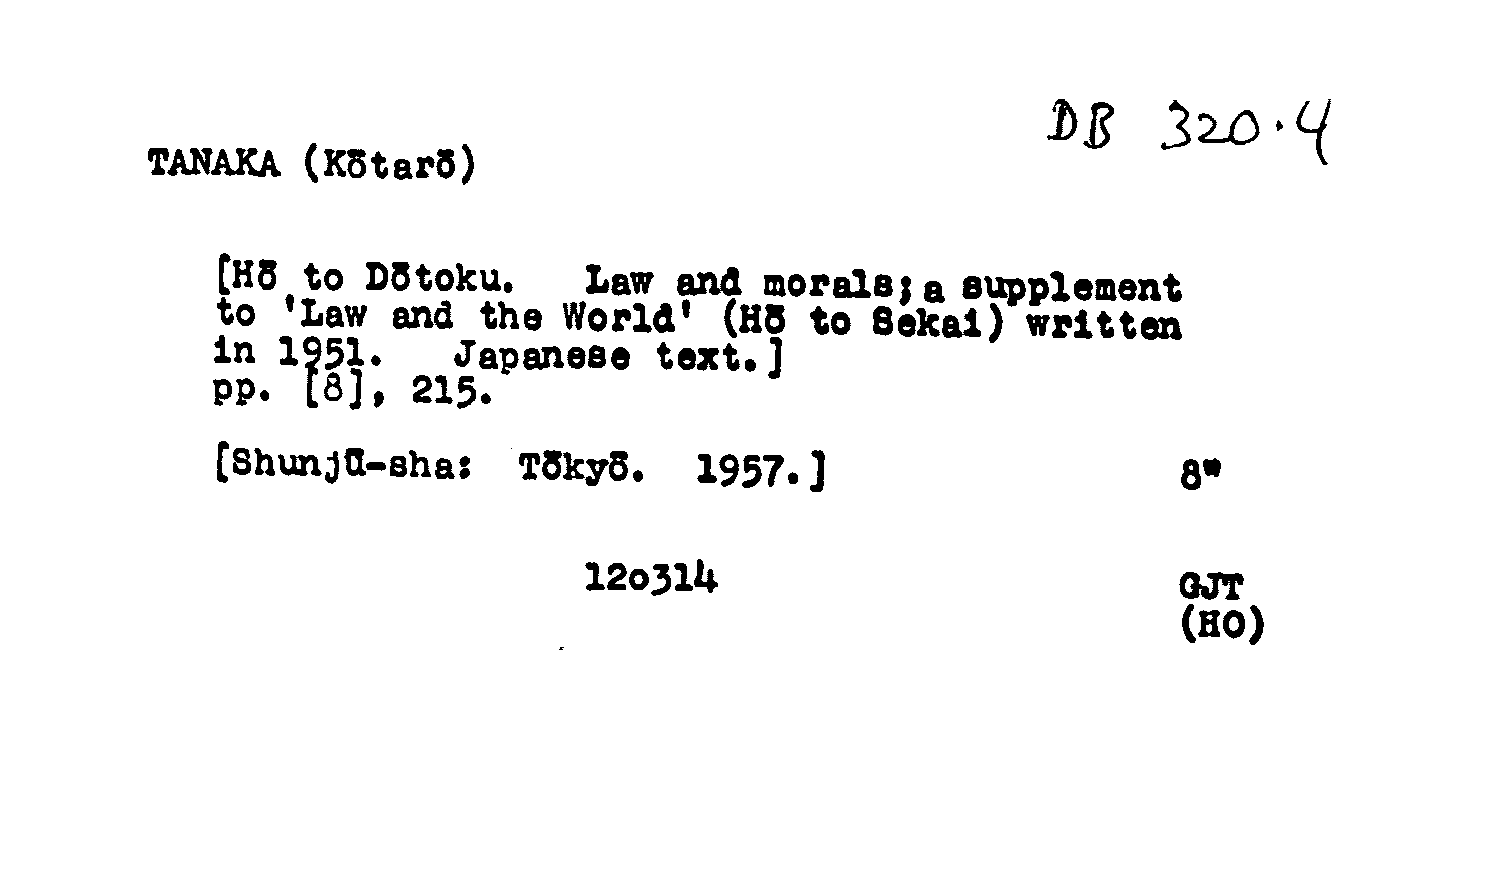 DB 320.4
TANAKA (Kōtarō)
[Hō to Dōtoku. Law and morals; a supplement
to 'Law and the World' (Hō to Sekai) written
in 1951. Japanese text.]
pp. [8], 215.
[Shunjū-sha: Tōkyō. 1957.]
8"
120314
GJT
(HO)